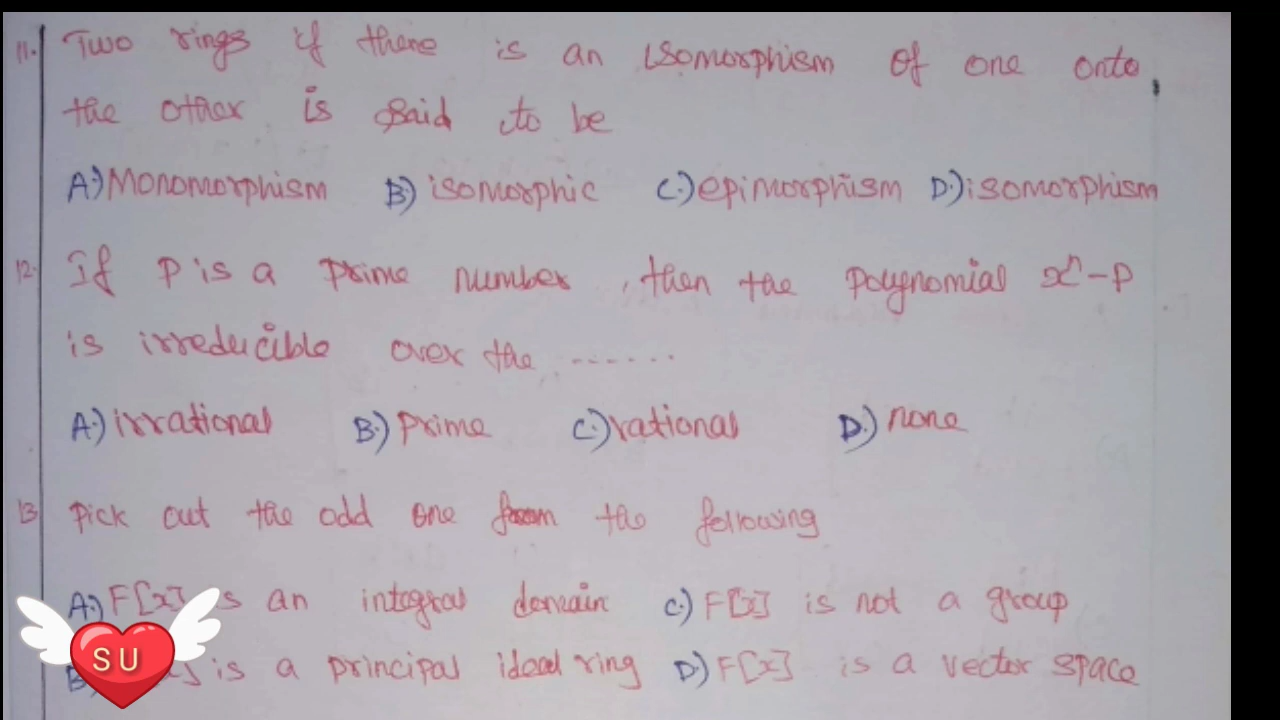 11. Two rings if there is an isomorphism of one onto
the other is said to be
A.) Monomorphism B.) isomorphic C.) epimorphism D.) isomorphism
12. If P is a prime number, then the polynomial xⁿ-P
is irreducible over the .......
A.) irrational B.) prime C.) rational D.) none
13 pick out the odd one from the following
A.) F[x] is an integral domain C.) F[x] is not a group
is a principal ideal ring D.) F[x] is a vector space
SU